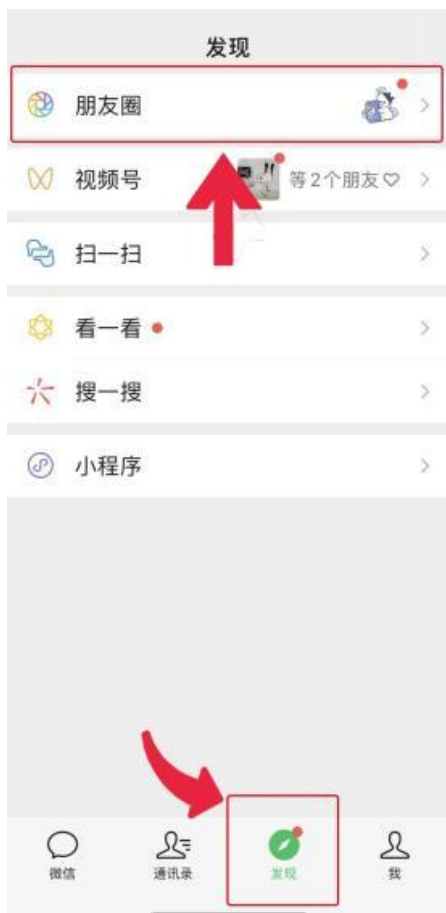 发现
朋友圈
视频号 等2个朋友♡
扫一扫
看一看
搜一搜
小程序
微信 通讯录 发现 我